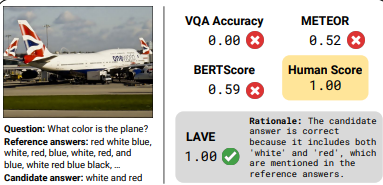 VQA Accuracy
0.00
METEOR
0.52
BERTScore
0.59
Human Score
1.00
LAVE
1.00
Rationale: The candidate
answer is correct
because it includes both
'white' and 'red', which
are mentioned in the
reference answers.
Question: What color is the plane?
Reference answers: red white blue,
white, red, blue, white, red, and
blue, white red blue black, ...
Candidate answer: white and red